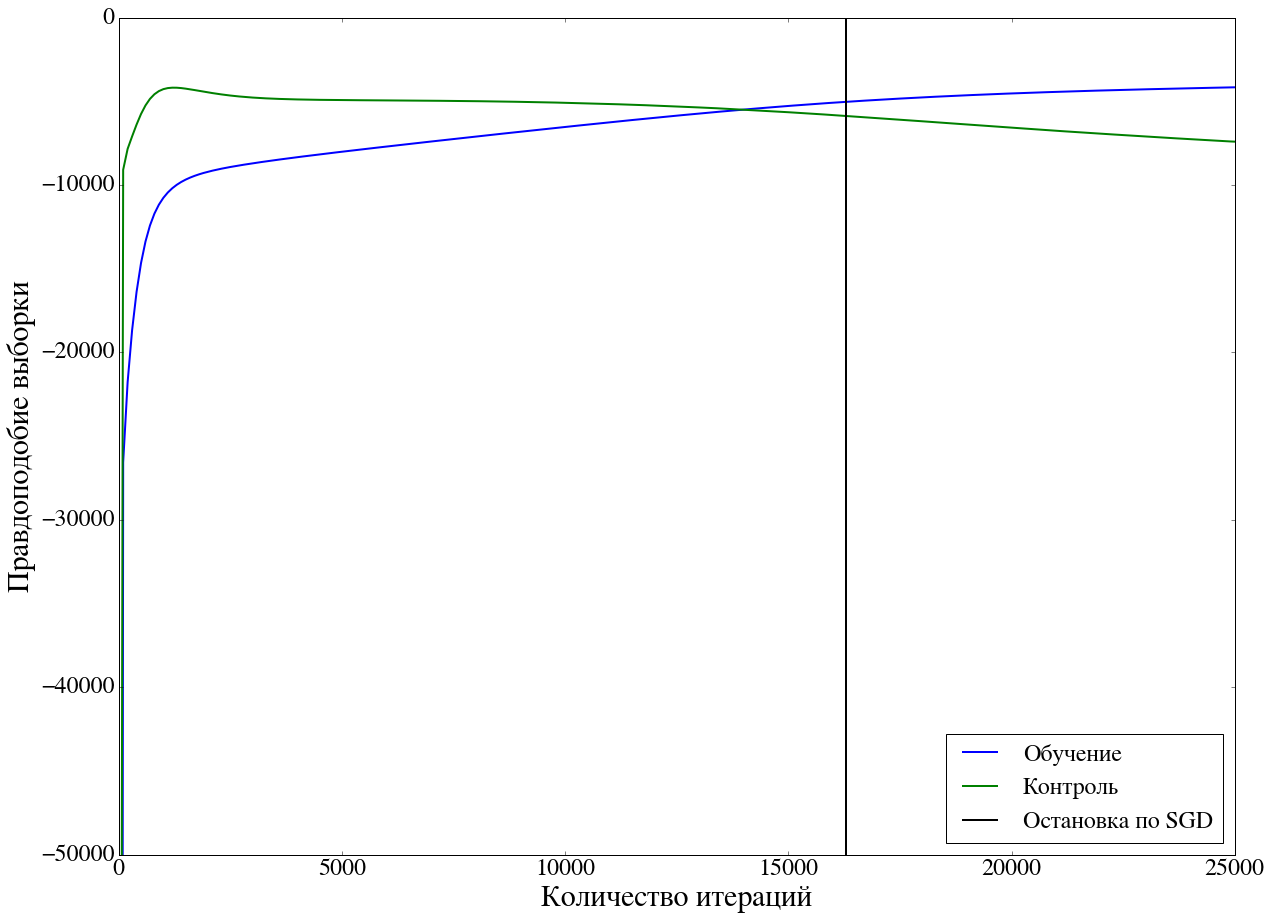 0
−10000
−20000
−30000
−40000
−50000
Правдоподобие выборки
Обучение
Контроль
Остановка по SGD
0 5000 10000 15000 20000 25000
Количество итераций